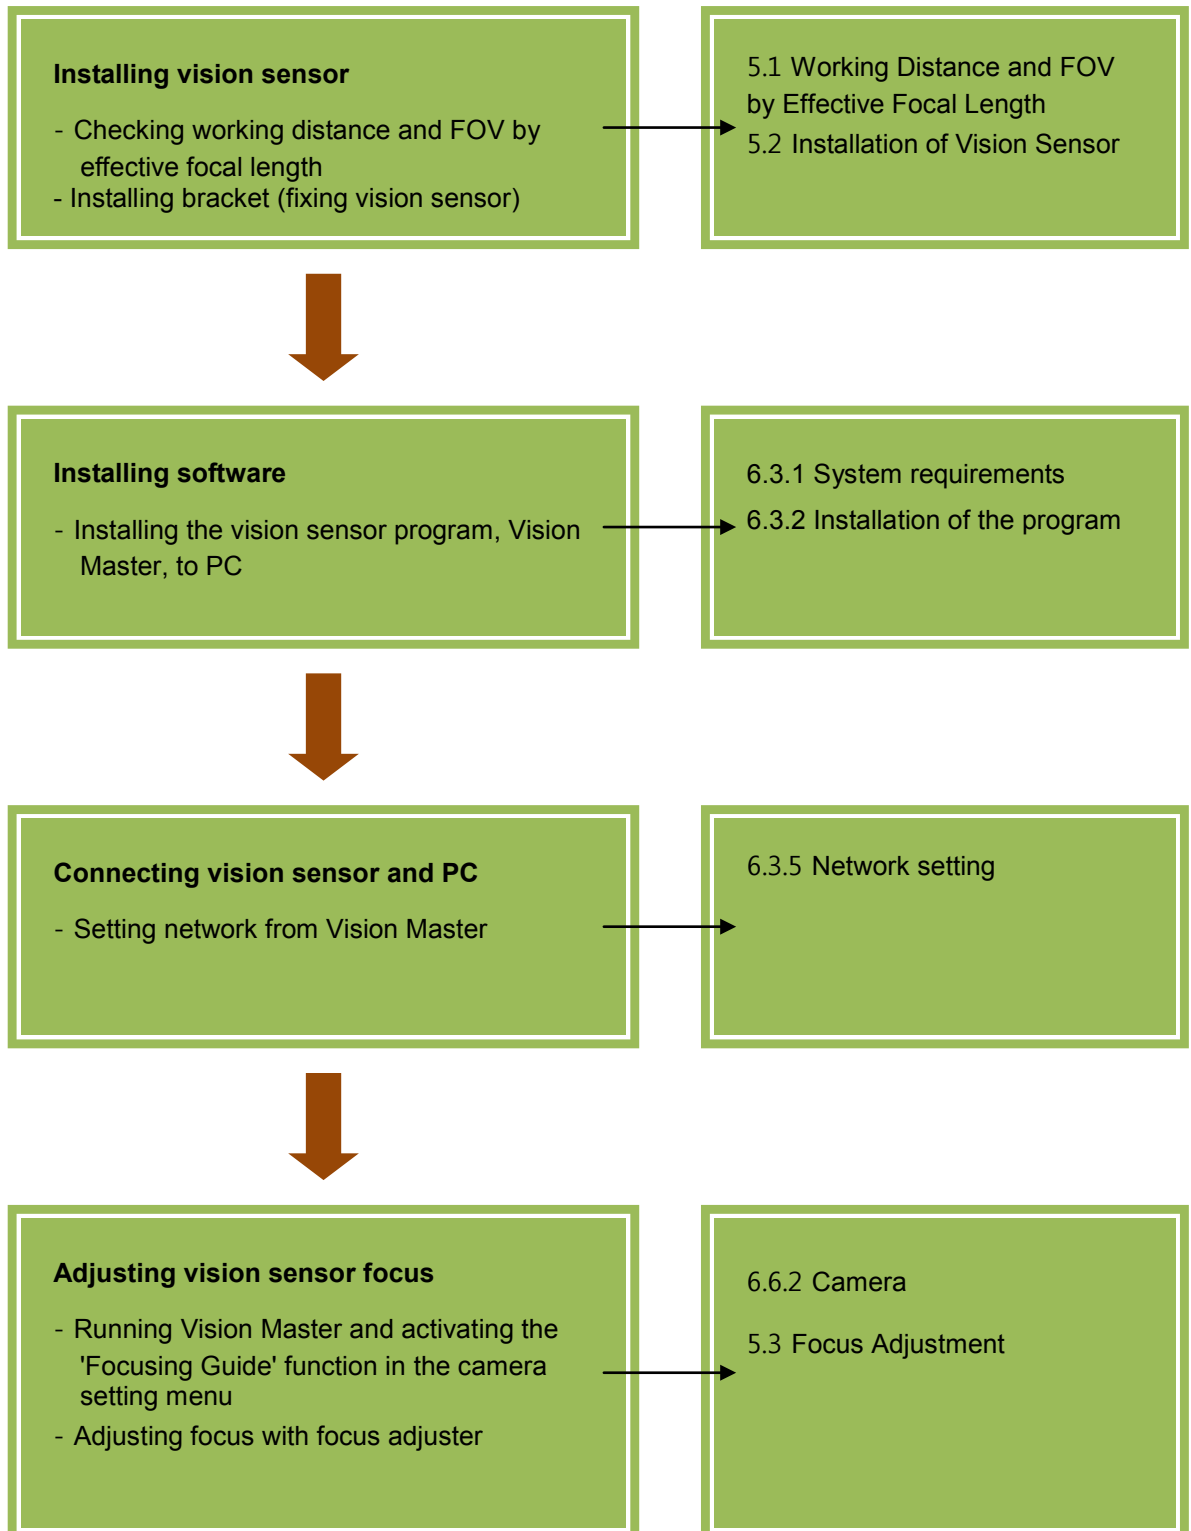 Installing vision sensor
- Checking working distance and FOV by
effective focal length
- Installing bracket (fixing vision sensor)
5.1 Working Distance and FOV
by Effective Focal Length
5.2 Installation of Vision Sensor
Installing software
- Installing the vision sensor program, Vision
Master, to PC
6.3.1 System requirements
6.3.2 Installation of the program
Connecting vision sensor and PC
- Setting network from Vision Master
6.3.5 Network setting
Adjusting vision sensor focus
- Running Vision Master and activating the
'Focusing Guide' function in the camera
setting menu
- Adjusting focus with focus adjuster
6.6.2 Camera
5.3 Focus Adjustment